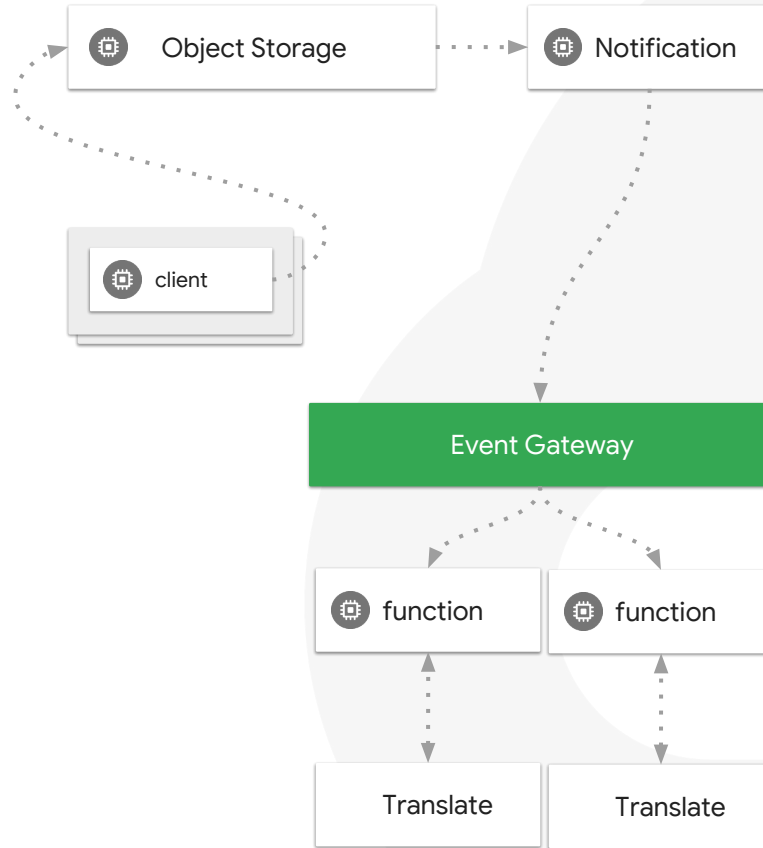 Object Storage
Notification
client
Event Gateway
function
function
Translate
Translate